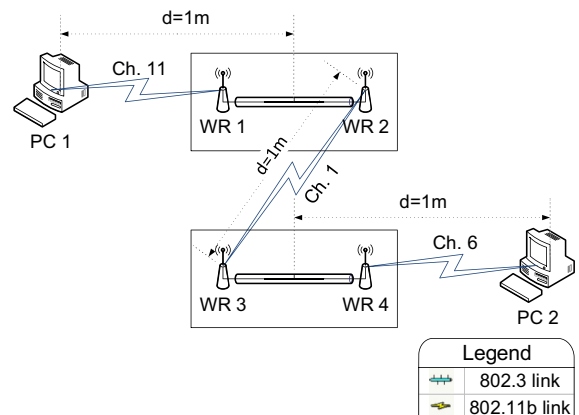 d=1m
Ch. 11
PC 1
WR 1
WR 2
d=1m
Ch. 1
d=1m
WR 3
WR 4
Ch. 6
PC 2
Legend
802.3 link
802.11b link